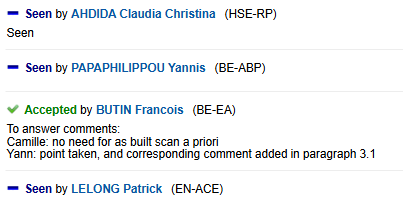 Seen by AHDIDA Claudia Christina (HSE-RP)
Seen
Seen by PAPAPHILIPPOU Yannis (BE-ABP)
Accepted by BUTIN Francois (BE-EA)
To answer comments:
Camille: no need for as built scan a priori
Yann: point taken, and corresponding comment added in paragraph 3.1
Seen by LELONG Patrick (EN-ACE)